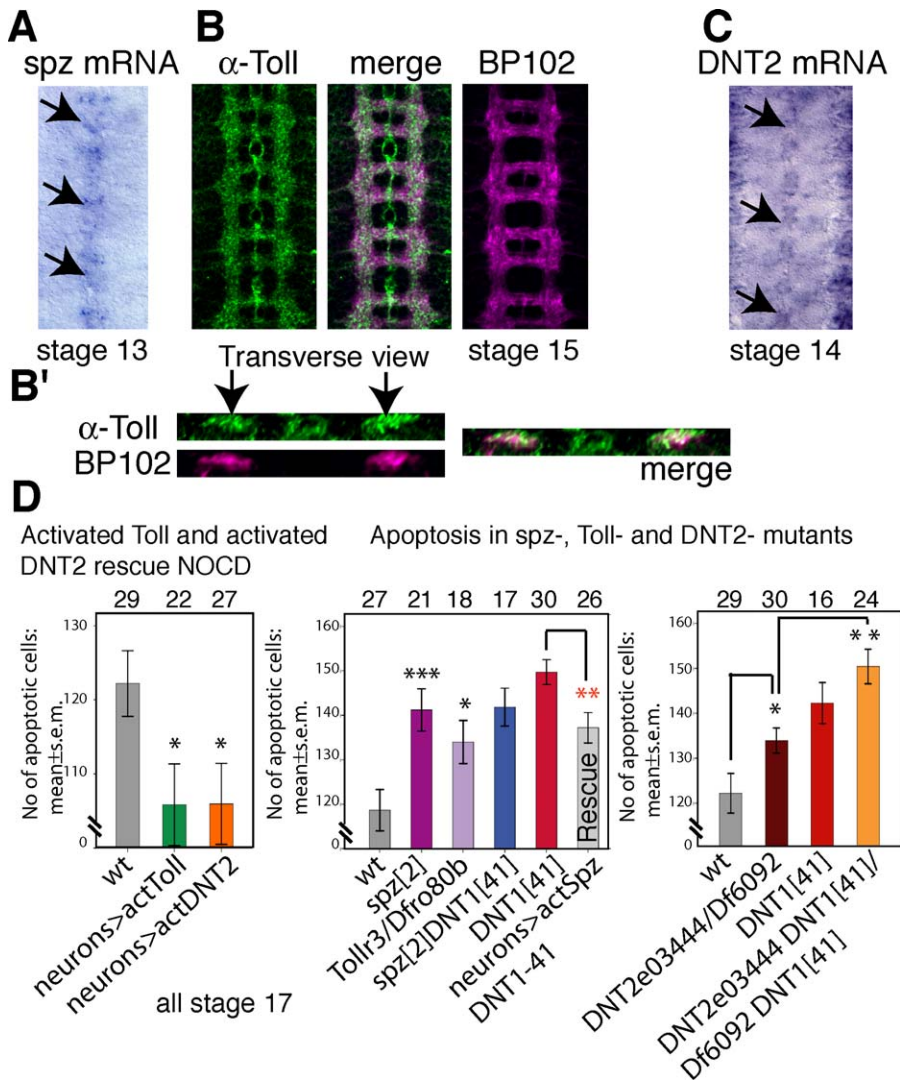 A
B
C
spz mRNA
α-Toll
merge
BP102
DNT2 mRNA
stage 13
stage 15
stage 14
Transverse view
B'
α-Toll
BP102
merge
D
Activated Toll and activated
DNT2 rescue NOCD
Apoptosis in spz-, Toll- and DNT2- mutants
29 22 27
No of apoptotic cells:
mean±s.e.m.
130
120
110
0
* *
wt
neurons>actToll
neurons>actDNT2
all stage 17
27 21 18 17 30 26
No of apoptotic cells:
mean±s.e.m.
160
150
140
130
120
0
***
*
**
Rescue
wt
spz[2]
Tollr3/Dfro80b
spz[2]DNT1[41]
DNT1[41]
neurons>actSpz
DNT1-41
29 30 16 24
No of apoptotic cells:
mean±s.e.m.
160
150
140
130
120
0
*
**
wt
DNT2e03444/Df6092
DNT1[41]
DNT2e03444 DNT1[41]/
Df6092 DNT1[41]